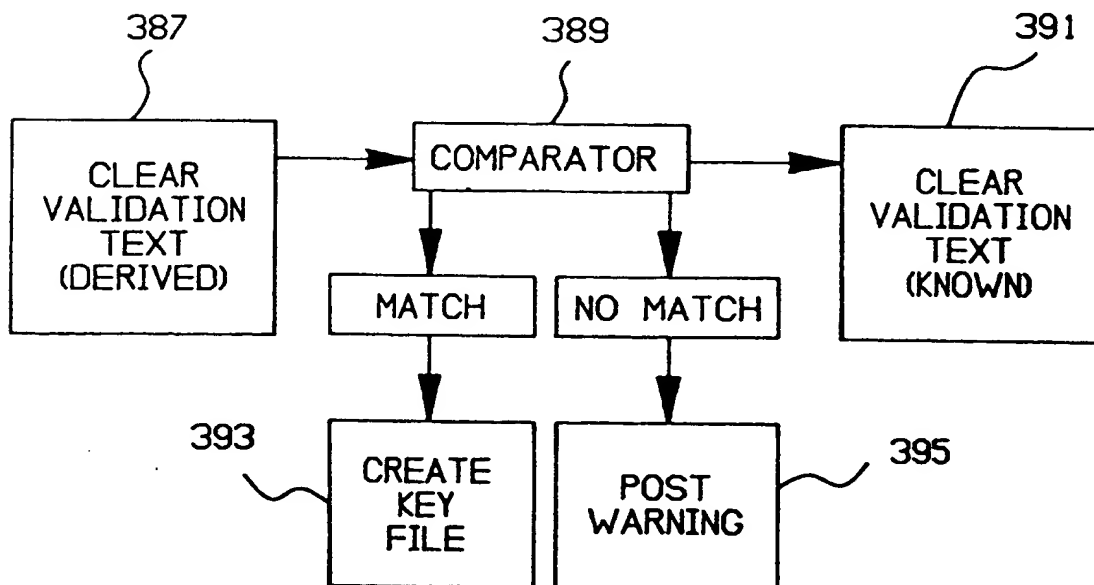 387
389
391
CLEAR
VALIDATION
TEXT
(DERIVED)
COMPARATOR
CLEAR
VALIDATION
TEXT
(KNOWN)
MATCH
NO MATCH
393
CREATE
KEY
FILE
POST
WARNING
395